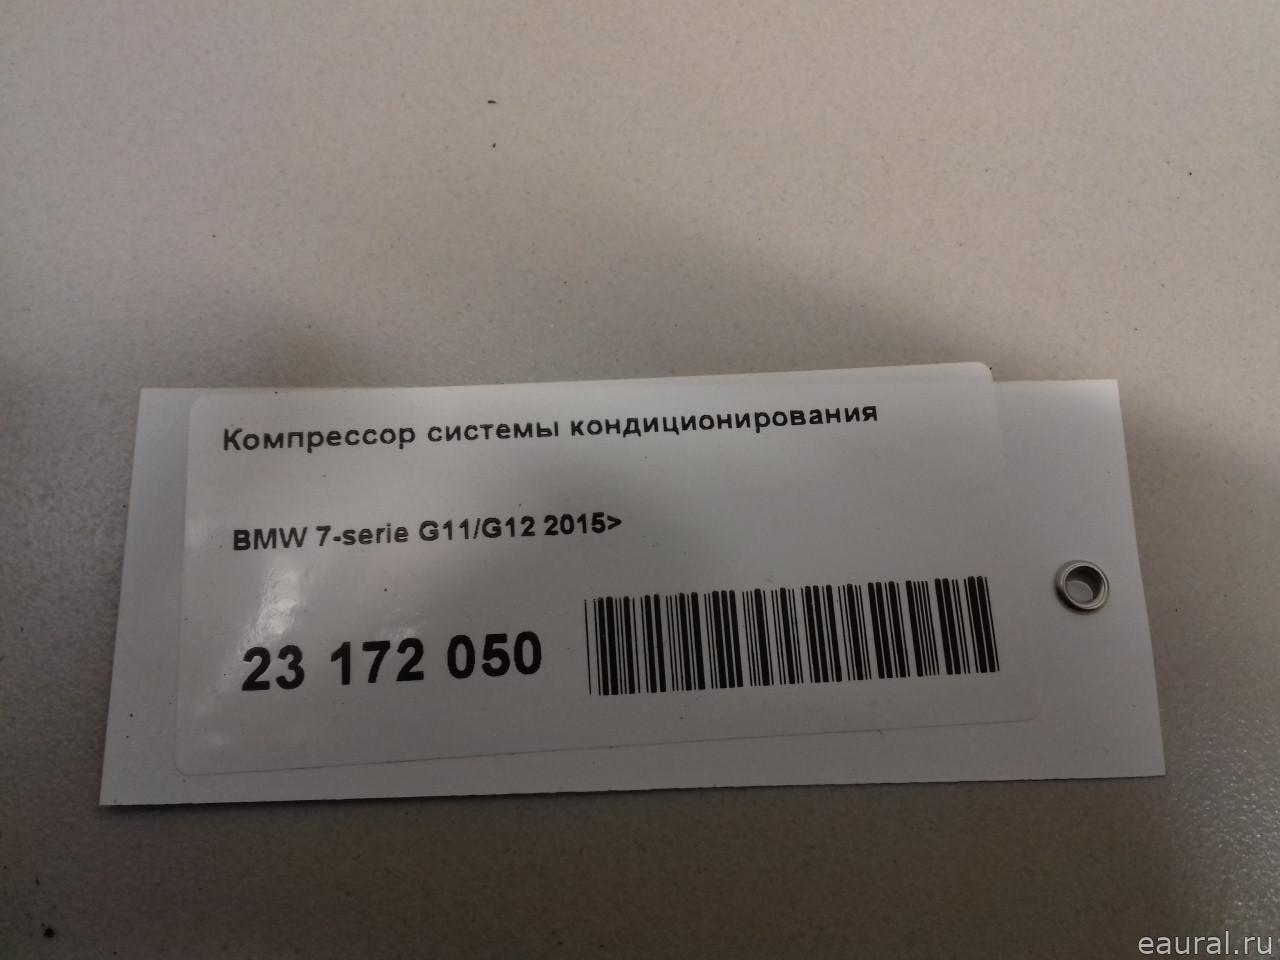 Компрессор системы кондиционирования
BMW 7-serie G11/G12 2015>
23 172 050
eaural.ru